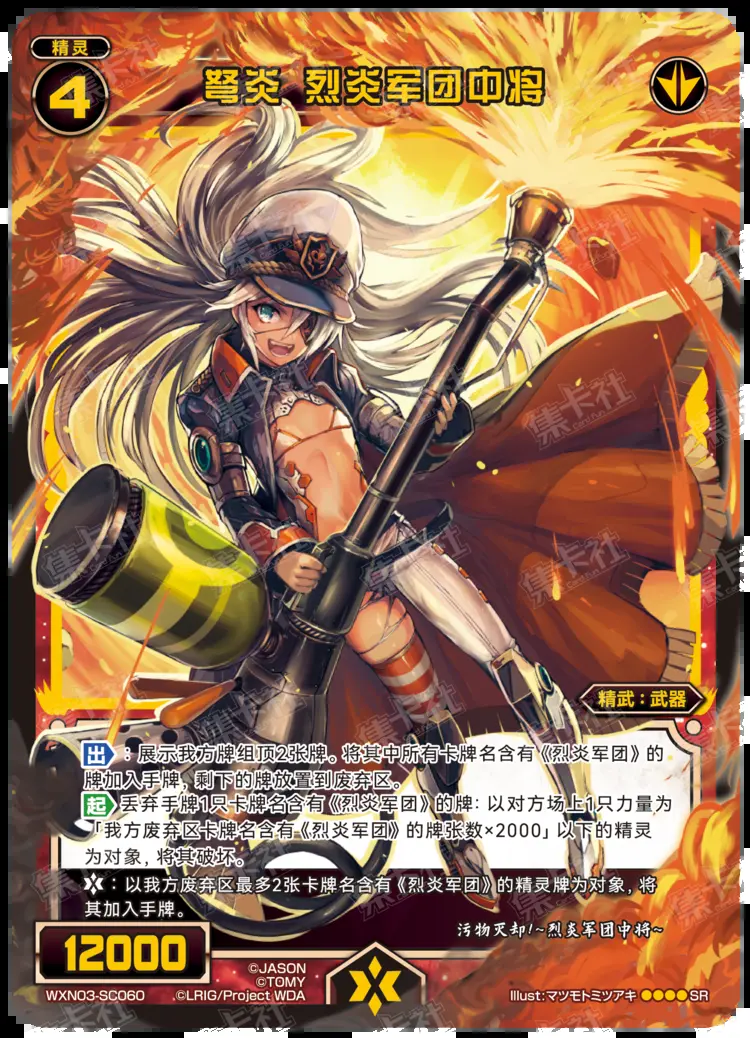 精灵
4
弩炎 烈炎军团中将
精武：武器
出：展示我方牌组顶2张牌。将其中所有卡牌名含有《烈炎军团》的
牌加入手牌，剩下的牌放置到废弃区。
起 丢弃手牌1只卡牌名含有《烈炎军团》的牌：以对方场上1只力量为
「我方废弃区卡牌名含有《烈炎军团》的牌张数×2000」以下的精灵
为对象，将其破坏。
：以我方废弃区最多2张卡牌名含有《烈炎军团》的精灵牌为对象，将
其加入手牌。
污物灭却!~烈炎军团中将~
12000
©JASON
©TOMY
WXN03-SC060 ©LRIG/Project WDA
Illust:マツモトミツアキ SR
集卡社